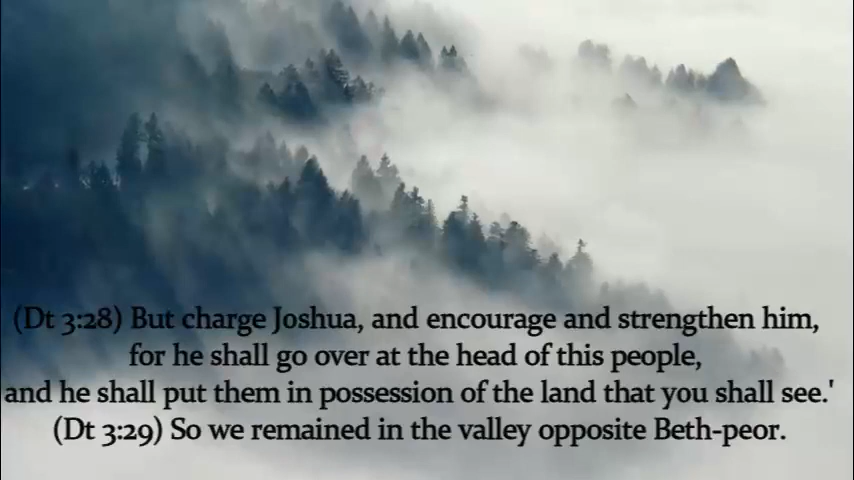 (Dt 3:28) But charge Joshua, and encourage and strengthen him,
for he shall go over at the head of this people,
and he shall put them in possession of the land that you shall see.'
(Dt 3:29) So we remained in the valley opposite Beth-peor.